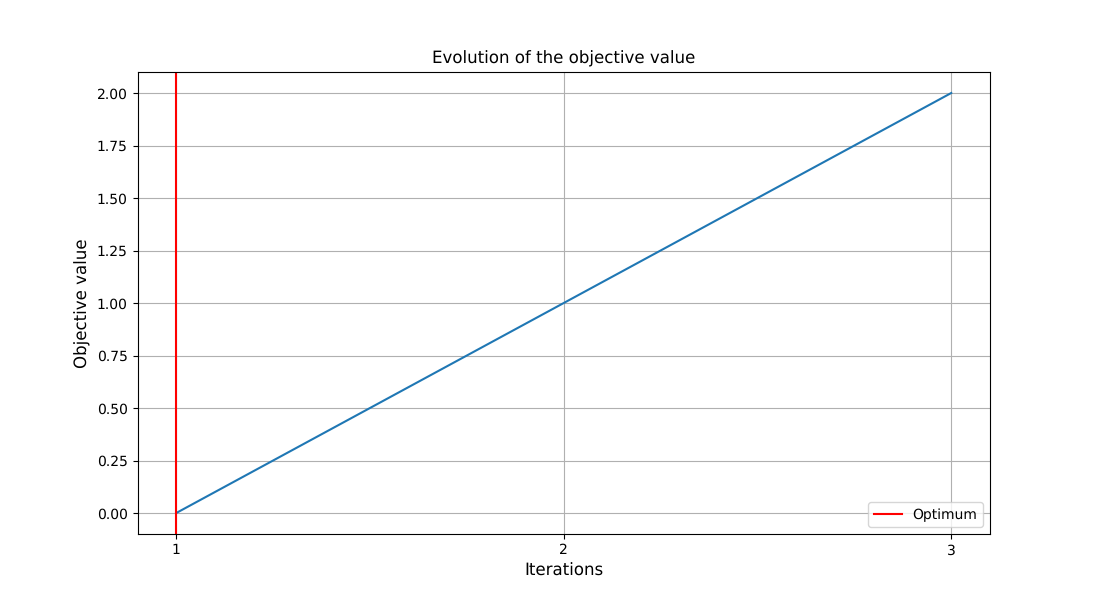 Evolution of the objective value
Objective value
2.00
1.75
1.50
1.25
1.00
0.75
0.50
0.25
0.00
Optimum
1 2 3
Iterations